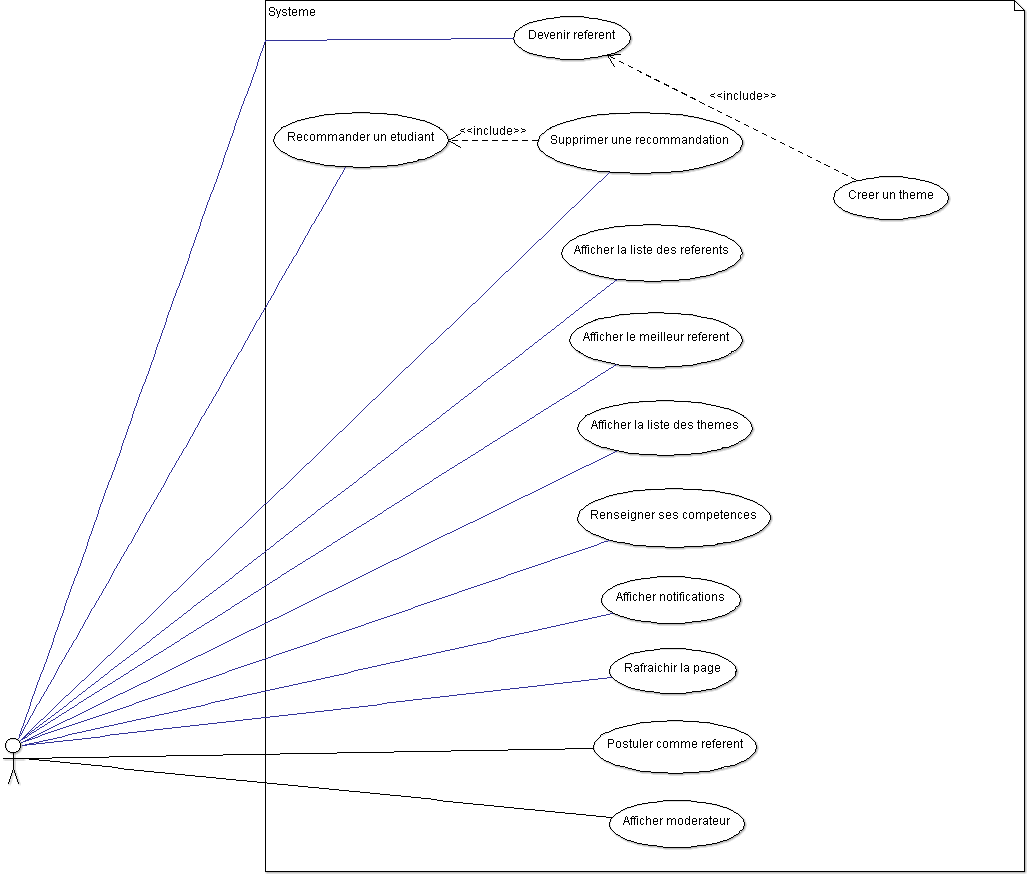 Systeme
Devenir referent
<<include>>
Recommander un etudiant
<<include>>
Supprimer une recommandation
Creer un theme
Afficher la liste des referents
Afficher le meilleur referent
Afficher la liste des themes
Renseigner ses competences
Afficher notifications
Rafraichir la page
Postuler comme referent
Afficher moderateur